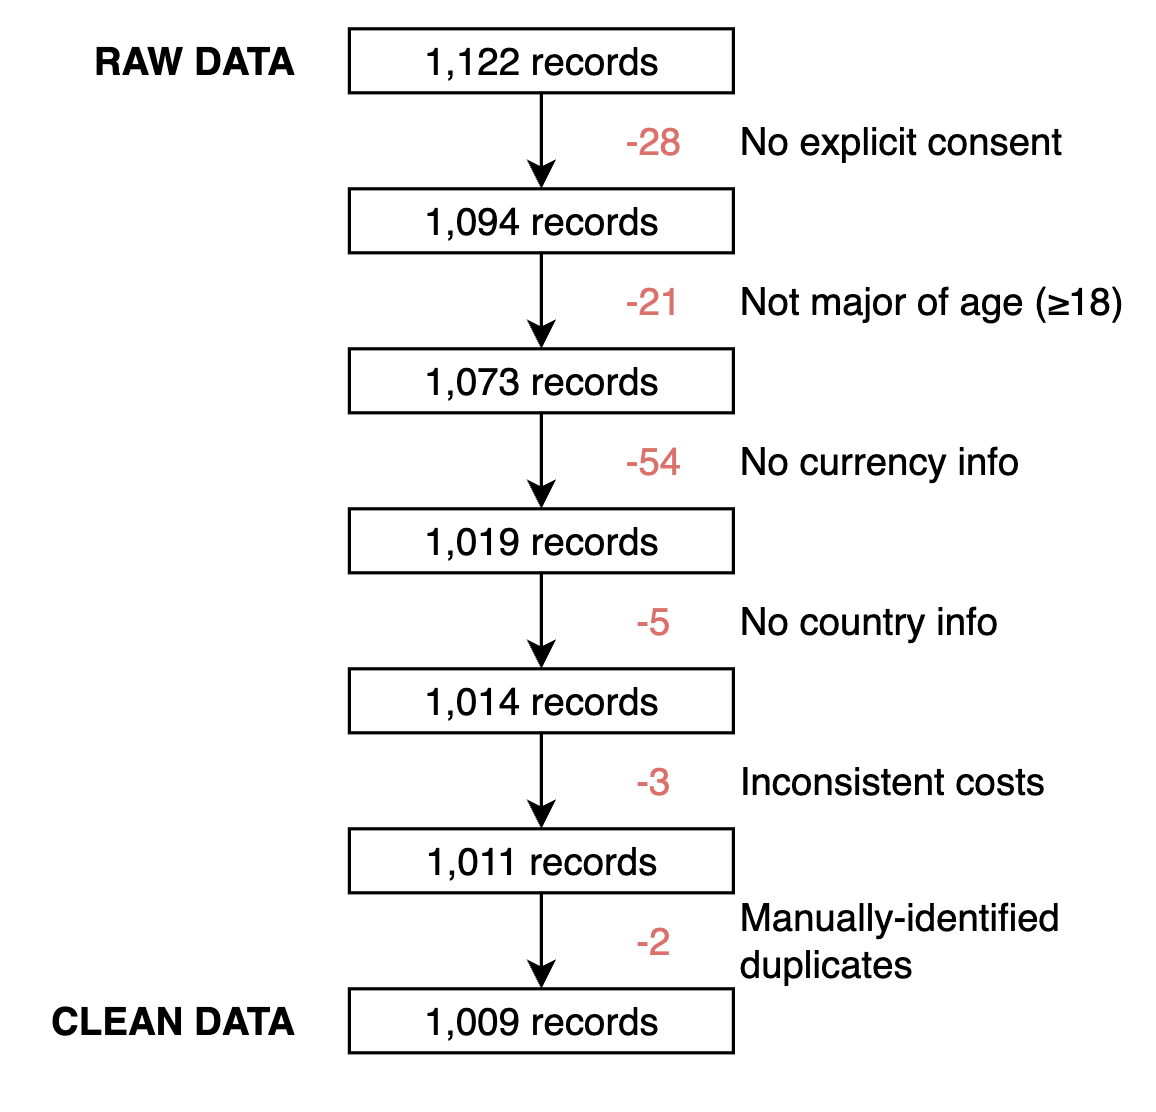 RAW DATA
1,122 records
-28 No explicit consent
1,094 records
-21 Not major of age (≥18)
1,073 records
-54 No currency info
1,019 records
-5 No country info
1,014 records
-3 Inconsistent costs
1,011 records
-2 Manually-identified
duplicates
CLEAN DATA
1,009 records